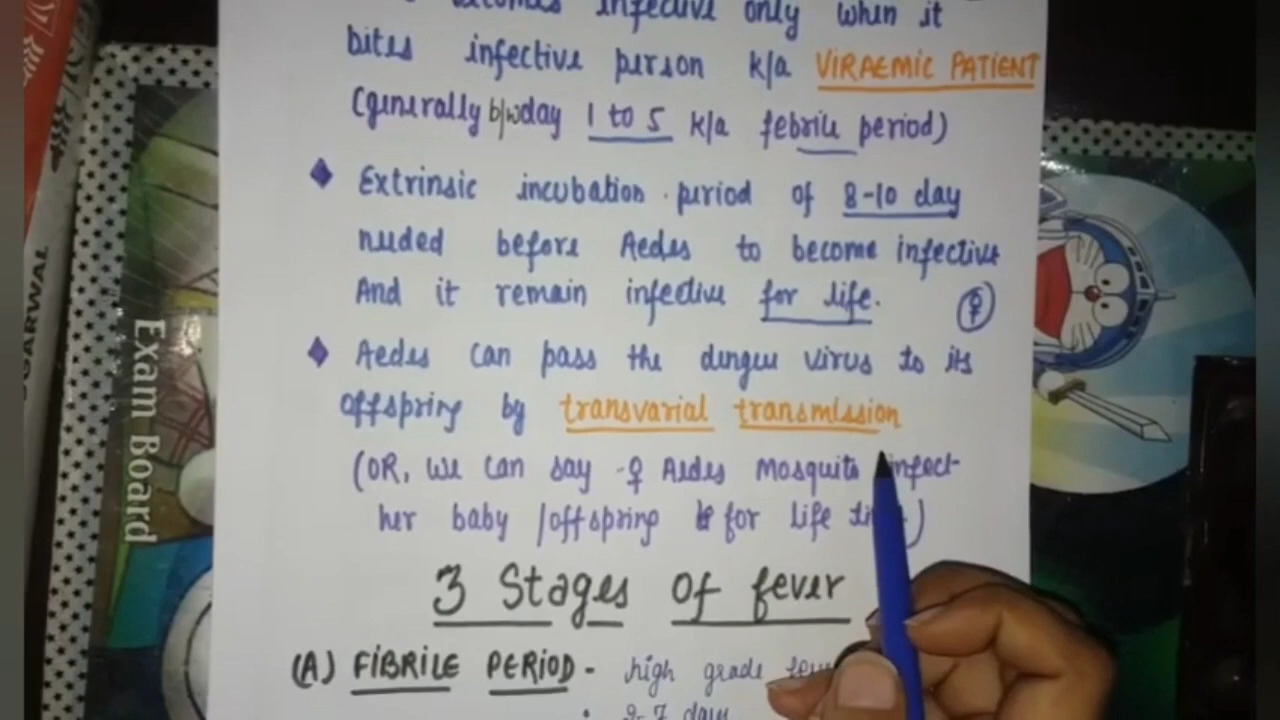 becomes infective only when it
bites infective person k/a VIRAEMIC PATIENT
(generally b/w day 1 to 5 k/a febrile period)
Extrinsic incubation period of 8-10 day
needed before Aedes to become infective
And it remain infective for life.
Aedes can pass the dengue virus to its
offspring by transvarial transmission
(OR, we can say ♀ Aedes Mosquito infect
her baby /offspring for life
3 Stages of fever
(A) FIBRILE PERIOD - high grade
Exam Board